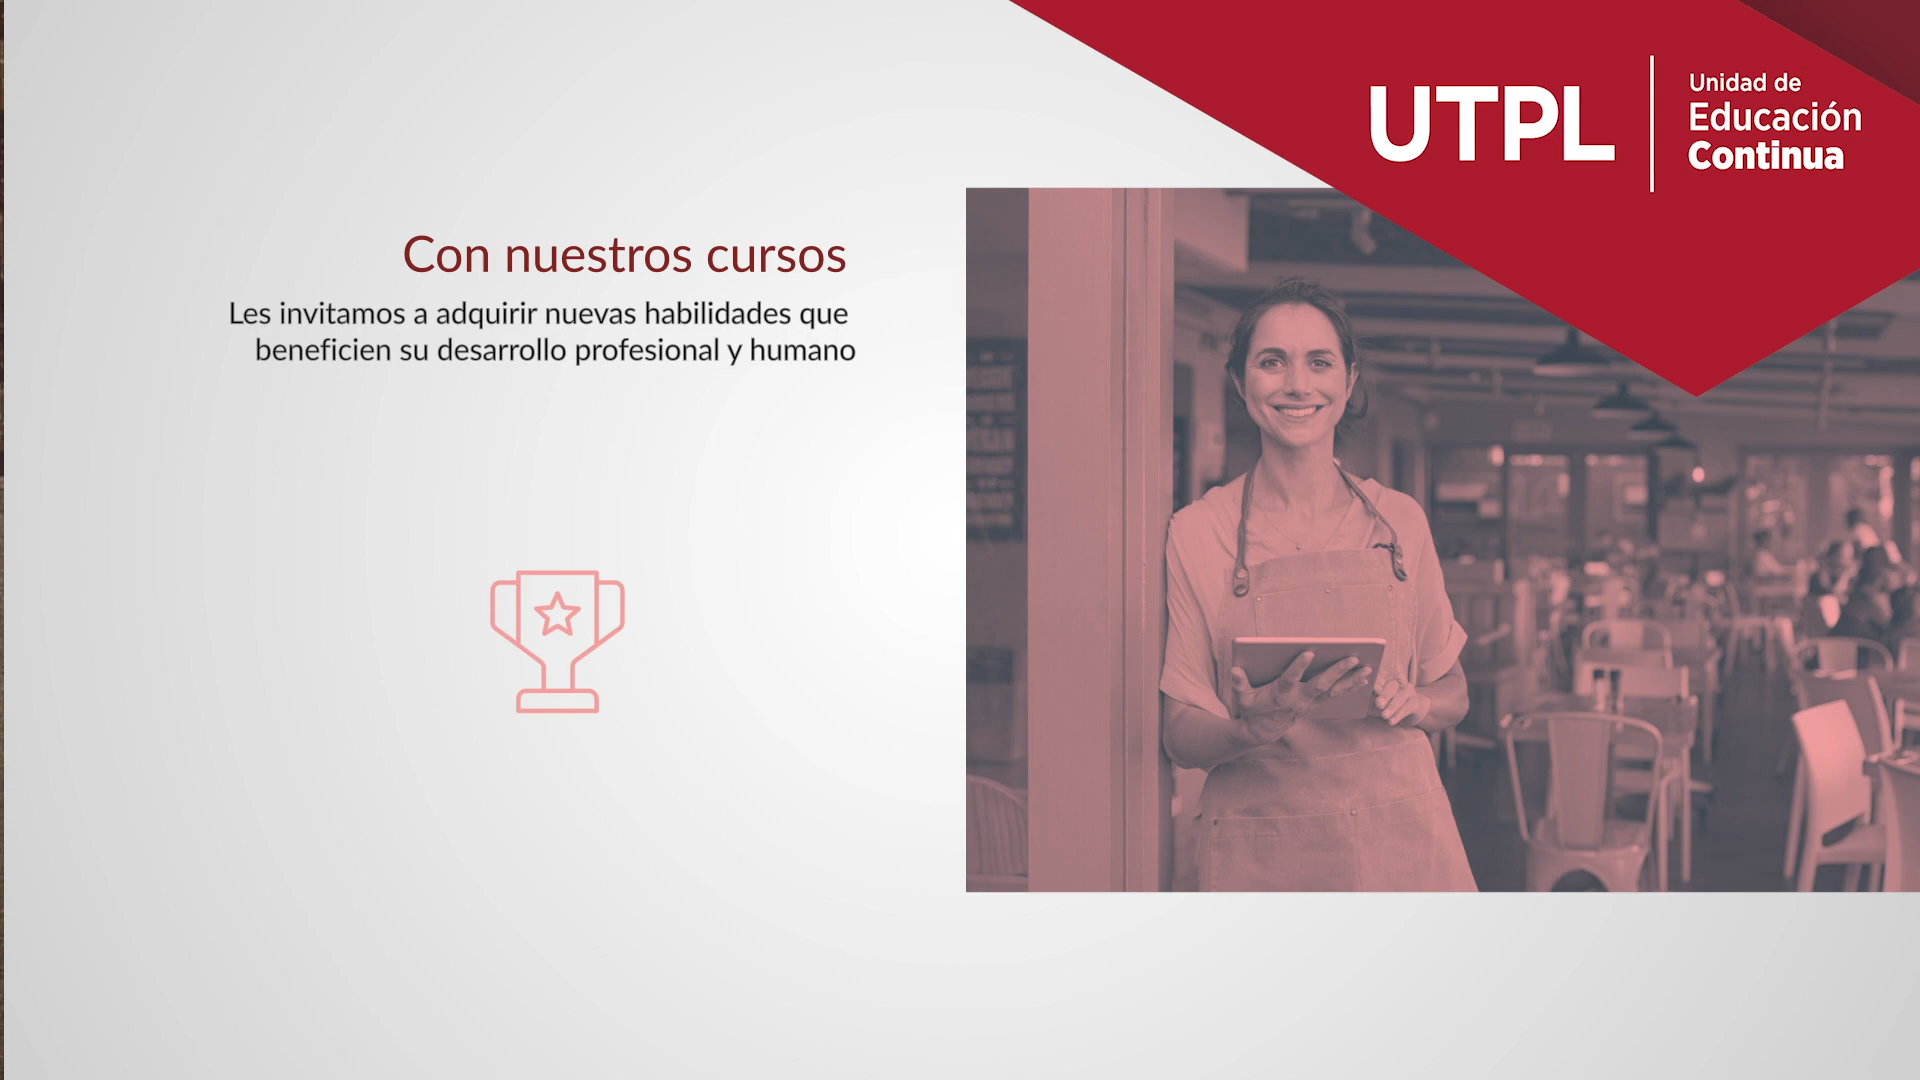 UTPL
Unidad de
Educación
Continua
Con nuestros cursos
Les invitamos a adquirir nuevas habilidades que
beneficien su desarrollo profesional y humano